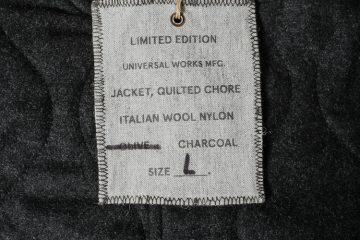 LIMITED EDITION
UNIVERSAL WORKS MFG.
JACKET, QUILTED CHORE
ITALIAN WOOL NYLON
OLIVE CHARCOAL
SIZE L.